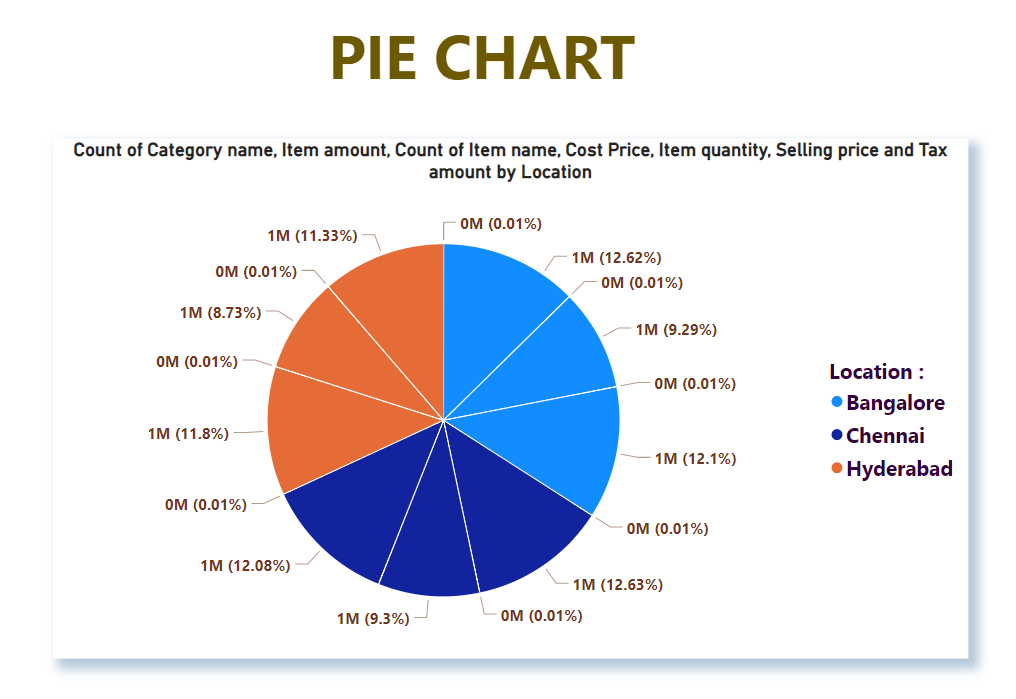 PIE CHART
Count of Category name, Item amount, Count of Item name, Cost Price, Item quantity, Selling price and Tax
amount by Location
0M (0.01%)
1M (12.62%)
0M (0.01%)
1M (9.29%)
0M (0.01%)
1M (12.1%)
0M (0.01%)
1M (12.63%)
0M (0.01%)
1M (9.3%)
1M (12.08%)
0M (0.01%)
1M (11.8%)
0M (0.01%)
1M (8.73%)
0M (0.01%)
1M (11.33%)
Location :
Bangalore
Chennai
Hyderabad